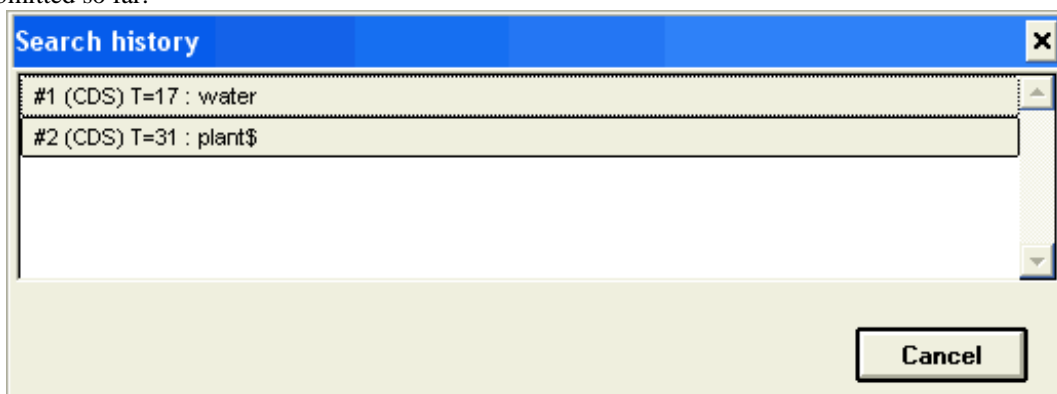 Search history
#1 (CDS) T=17 : water
#2 (CDS) T=31 : plant$
Cancel